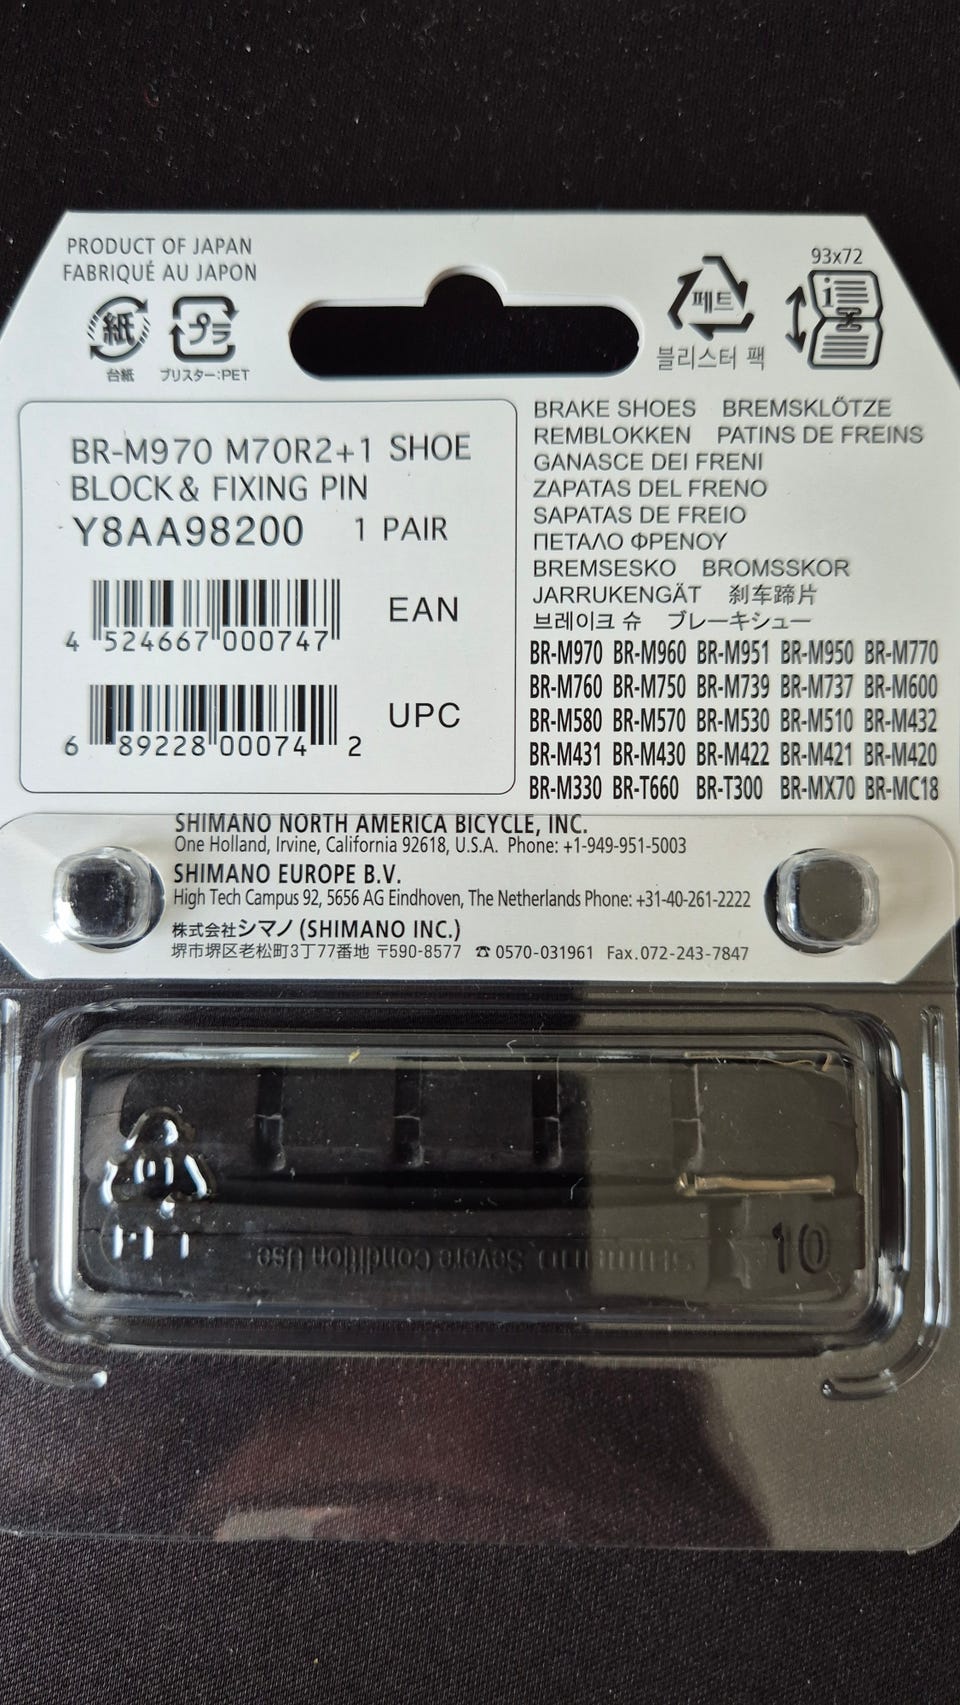 PRODUCT OF JAPAN
FABRIQUÉ AU JAPON
紙
台紙
プラ
ブリスター:PET
페트
블리스터 팩
93x72
i
BR-M970 M70R2+1 SHOE
BLOCK & FIXING PIN
Y8AA98200 1 PAIR
EAN
4 524667 000747
UPC
6 89228 00074 2
BRAKE SHOES BREMSKLÖTZE
REMBLOKKEN PATINS DE FREINS
GANASCE DEI FRENI
ZAPATAS DEL FRENO
SAPATAS DE FREIO
ΠΕΤΑΛΟ ΦΡΕΝΟΥ
BREMSESKO BROMSSKOR
JARRUKENGÄT 刹车蹄片
브레이크 슈 ブレーキシュー
BR-M970 BR-M960 BR-M951 BR-M950 BR-M770
BR-M760 BR-M750 BR-M739 BR-M737 BR-M600
BR-M580 BR-M570 BR-M530 BR-M510 BR-M432
BR-M431 BR-M430 BR-M422 BR-M421 BR-M420
BR-M330 BR-T660 BR-T300 BR-MX70 BR-MC18
SHIMANO NORTH AMERICA BICYCLE, INC.
One Holland, Irvine, California 92618, U.S.A. Phone: +1-949-951-5003
SHIMANO EUROPE B.V.
High Tech Campus 92, 5656 AG Eindhoven, The Netherlands Phone: +31-40-261-2222
株式会社シマノ (SHIMANO INC.)
堺市堺区老松町3丁77番地 〒590-8577 ☎ 0570-031961 Fax.072-243-7847
SHIMANO Severe Condition Use
10